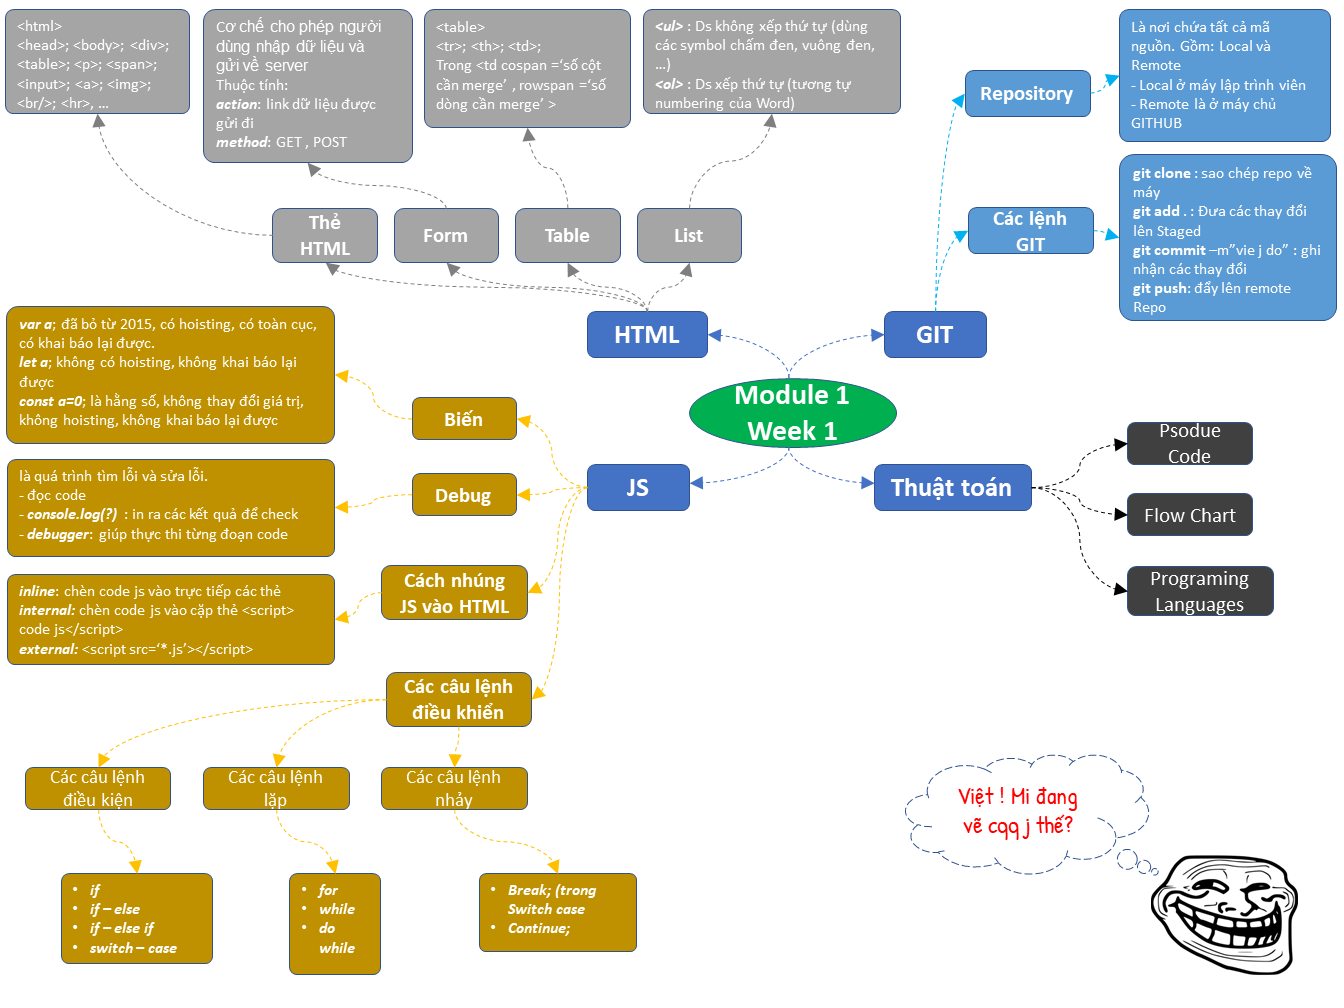 <html>
<head>; <body>; <div>;
<table>; <p>; <span>;
<input>; <a>; <img>;
<br/>; <hr>, ...
Cơ chế cho phép người
dùng nhập dữ liệu và
gửi về server
Thuộc tính:
action: link dữ liệu được
gửi đi
method: GET , POST
<table>
<tr>; <th>; <td>;
Trong <td cospan =‘số cột
cần merge’ , rowspan =‘số
dòng cần merge’ >
<ul> : Ds không xếp thứ tự (dùng
các symbol chấm đen, vuông đen,
…)
<ol> : Ds xếp thứ tự (tương tự
numbering của Word)
Là nơi chứa tất cả mã
nguồn. Gồm: Local và
Remote
- Local ở máy lập trình viên
- Remote là ở máy chủ
GITHUB
Repository
git clone : sao chép repo về
máy
git add . : Đưa các thay đổi
lên Staged
git commit –m”vie j do” : ghi
nhận các thay đổi
git push: đẩy lên remote
Repo
Các lệnh
GIT
Thẻ
HTML
Form
Table
List
HTML
GIT
Module 1
Week 1
JS
Thuật toán
var a; đã bỏ từ 2015, có hoisting, có toàn cục,
có khai báo lại được.
let a; không có hoisting, không khai báo lại
được
const a=0; là hằng số, không thay đổi giá trị,
không hoisting, không khai báo lại được
Biến
là quá trình tìm lỗi và sửa lỗi.
- đọc code
- console.log(?) : in ra các kết quả để check
- debugger: giúp thực thi từng đoạn code
Debug
inline: chèn code js vào trực tiếp các thẻ
internal: chèn code js vào cặp thẻ <script>
code js</script>
external: <script src=‘*.js’></script>
Cách nhúng
JS vào HTML
Psodue
Code
Flow Chart
Programing
Languages
Các câu lệnh
điều khiển
Các câu lệnh
điều kiện
Các câu lệnh
lặp
Các câu lệnh
nhảy
• if
• if – else
• if – else if
• switch – case
• for
• while
• do
while
• Break; (trong
Switch case
• Continue;
Việt ! Mi đang
vẽ cqq j thế?